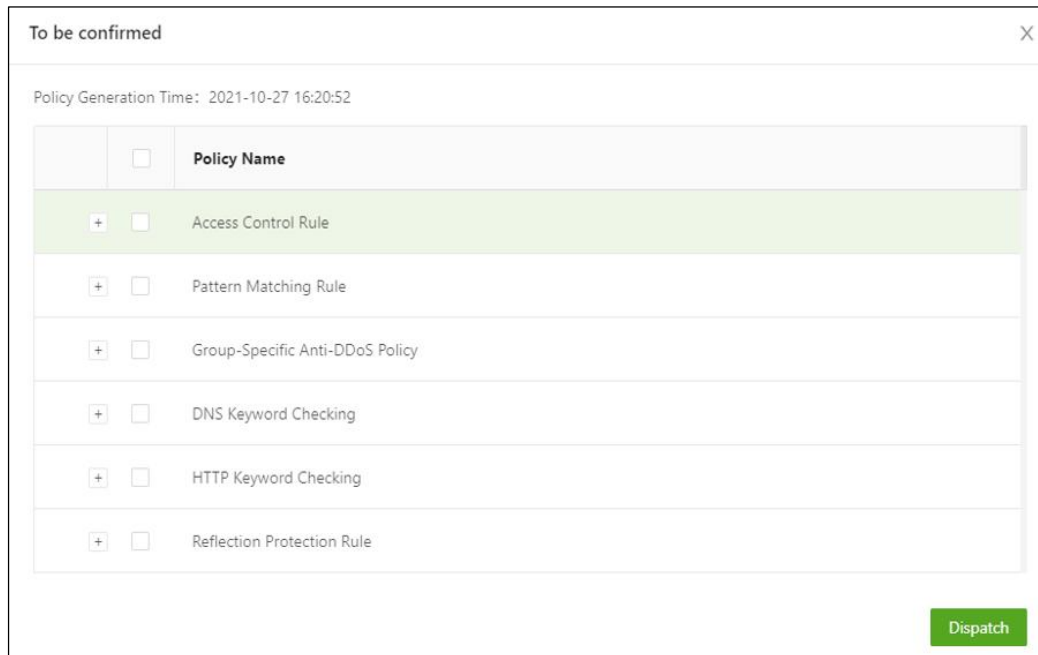 To be confirmed X
Policy Generation Time: 2021-10-27 16:20:52
Policy Name
+ Access Control Rule
+ Pattern Matching Rule
+ Group-Specific Anti-DDoS Policy
+ DNS Keyword Checking
+ HTTP Keyword Checking
+ Reflection Protection Rule
Dispatch